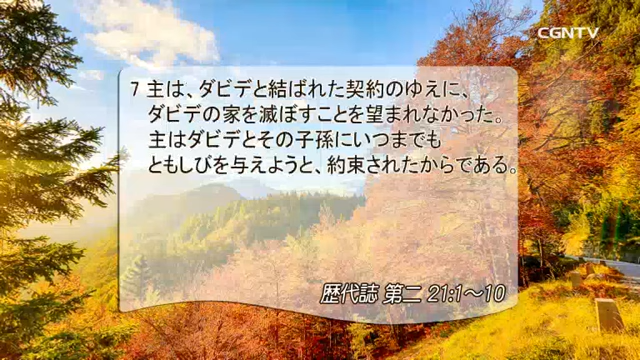 CGNTV
7 主は、ダビデと結ばれた契約のゆえに、
ダビデの家を滅ぼすことを望まれなかった。
主はダビデとその子孫にいつまでも
ともしびを与えようと、約束されたからである。
歴代誌 第二 21:1～10